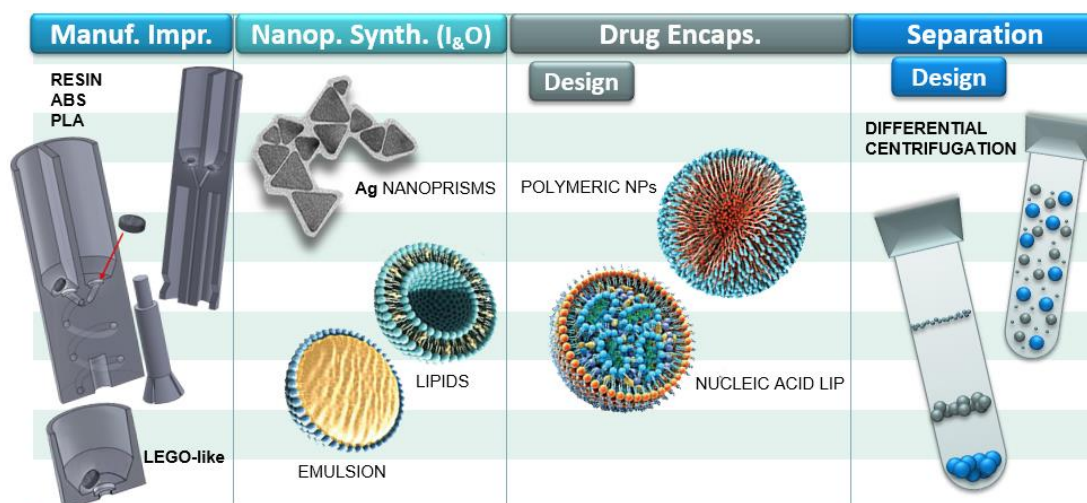 Manuf. Impr.
Nanop. Synth. (I&O)
Drug Encaps.
Separation
RESIN
ABS
PLA
LEGO-like
Ag NANOPRISMS
LIPIDS
EMULSION
Design
POLYMERIC NPs
NUCLEIC ACID LIP
Design
DIFFERENTIAL
CENTRIFUGATION